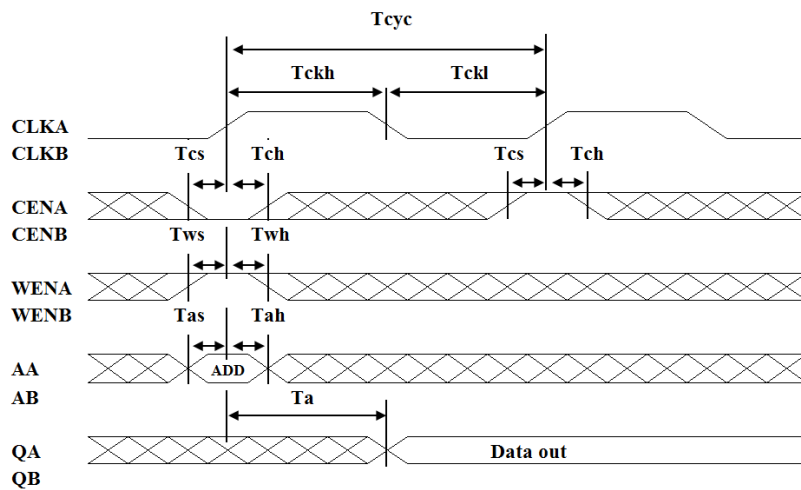 Tcyc
Tckh Tckl
CLKA
CLKB
Tcs Tch Tcs Tch
CENA
CENB
Tws Twh
WENA
WENB
Tas Tah
AA ADD
AB
Ta
QA Data out
QB